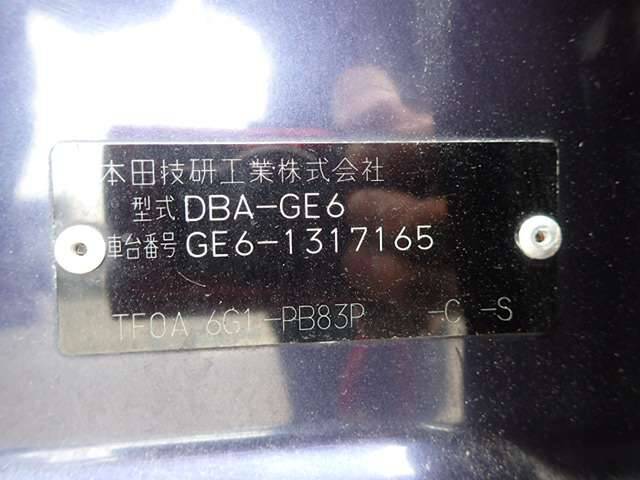 本田技研工業株式会社
型式 DBA-GE6
車台番号 GE6-1317165
TF0A 6G1-PB83P -C -S